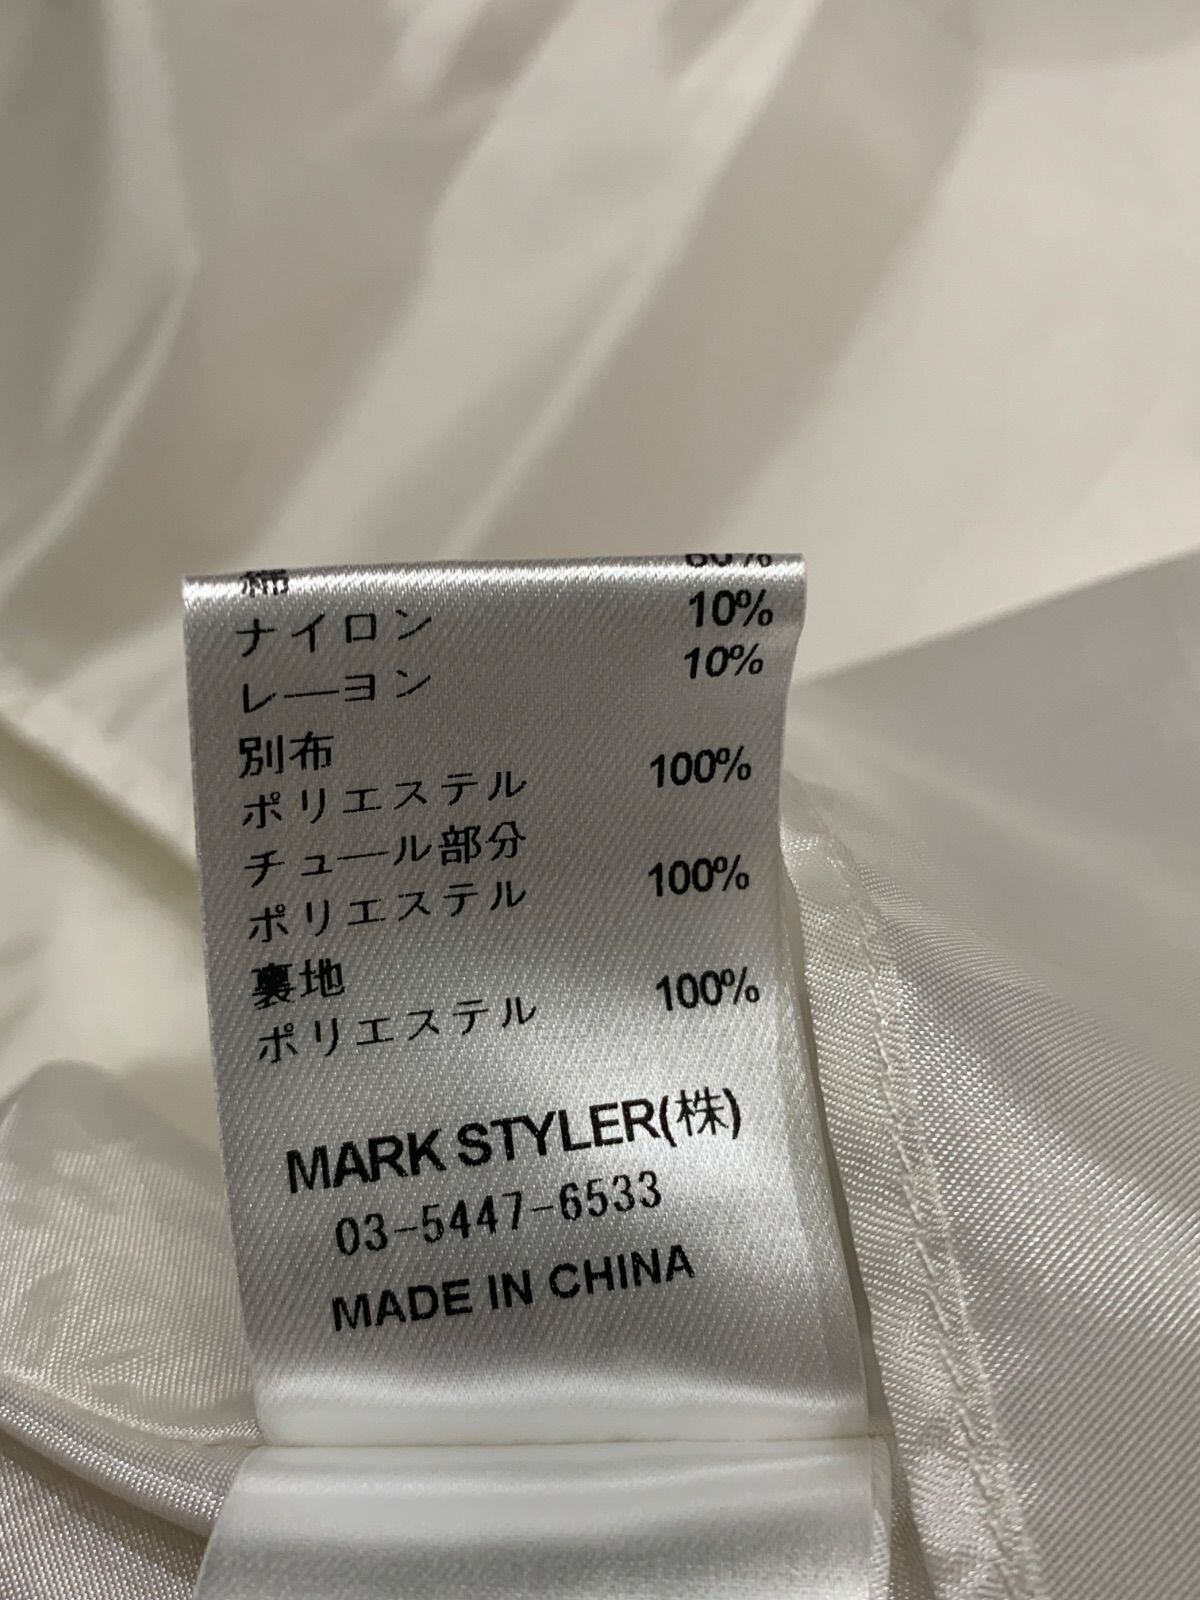 綿
ナイロン 10%
レーヨン 10%
別布
ポリエステル 100%
チュール部分
ポリエステル 100%
裏地
ポリエステル 100%
MARK STYLER(株)
03-5447-6533
MADE IN CHINA